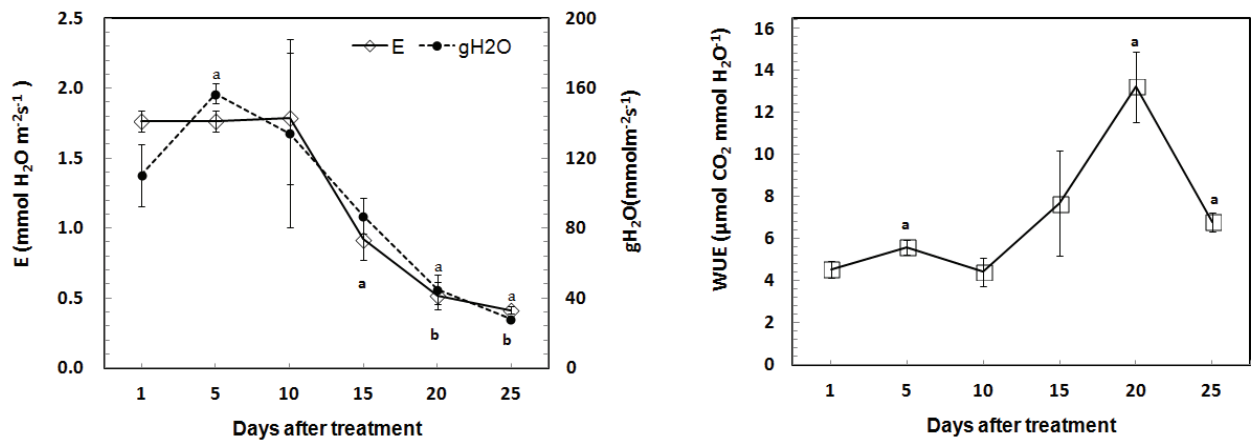 2.5
2.0
1.5
1.0
0.5
0.0
E (mmol H₂O m⁻²s⁻¹)
E
gH2O
a
a
a
b
a
b
200
160
120
80
40
0
gH₂O(mmolm⁻²s⁻¹)
1 5 10 15 20 25
Days after treatment
16
14
12
10
8
6
4
2
0
WUE (µmol CO₂ mmol H₂O⁻¹)
a
a
a
1 5 10 15 20 25
Days after treatment